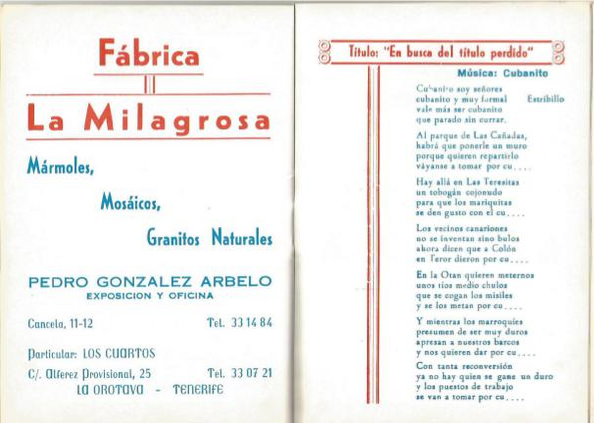 Fábrica
La Milagrosa
Mármoles,
Mosáicos,
Granitos Naturales
PEDRO GONZALEZ ARBELO
EXPOSICION Y OFICINA
Cancela, 11-12 Tel. 33 14 84
Particular: LOS CUARTOS
C/. Alferez Provisional, 25 Tel. 33 07 21
LA OROTAVA - TENERIFE
Título: "En busca del título perdido"
Música: Cubanito
Cubanito soy señores
cubanito y muy formal Estribillo
vale más ser cubanito
que parado sin currar.
Al parque de Las Cañadas,
habrá que ponerle un muro
porque quieren repartirlo
váyanse a tomar por cu....
Hay allá en Las Teresitas
un tobogán cojonudo
para que los mariquitas
se den gusto con el cu....
Los vecinos canariones
no se inventan sino bulos
ahora dicen que a Colón
en Teror dieron por cu....
En la Otan quieren meternos
unos tíos medio chulos
que se cogan los misiles
y se los metan por cu....
Y mientras los marroquíes
presumen de ser muy duros
apresan a nuestros barcos
y nos quieren dar por cu....
Con tanta reconversión
ya no hay quien se gane un duro
y los puestos de trabajo
se van a tomar por cu....